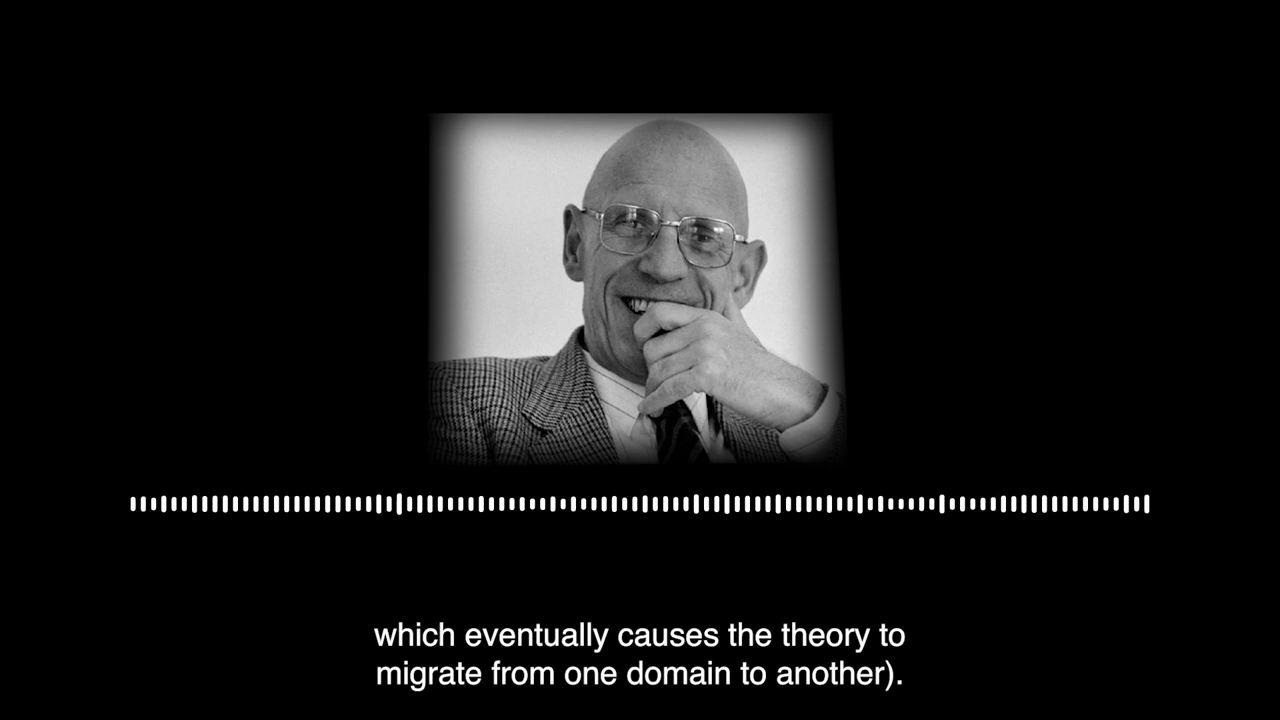 which eventually causes the theory to
migrate from one domain to another).